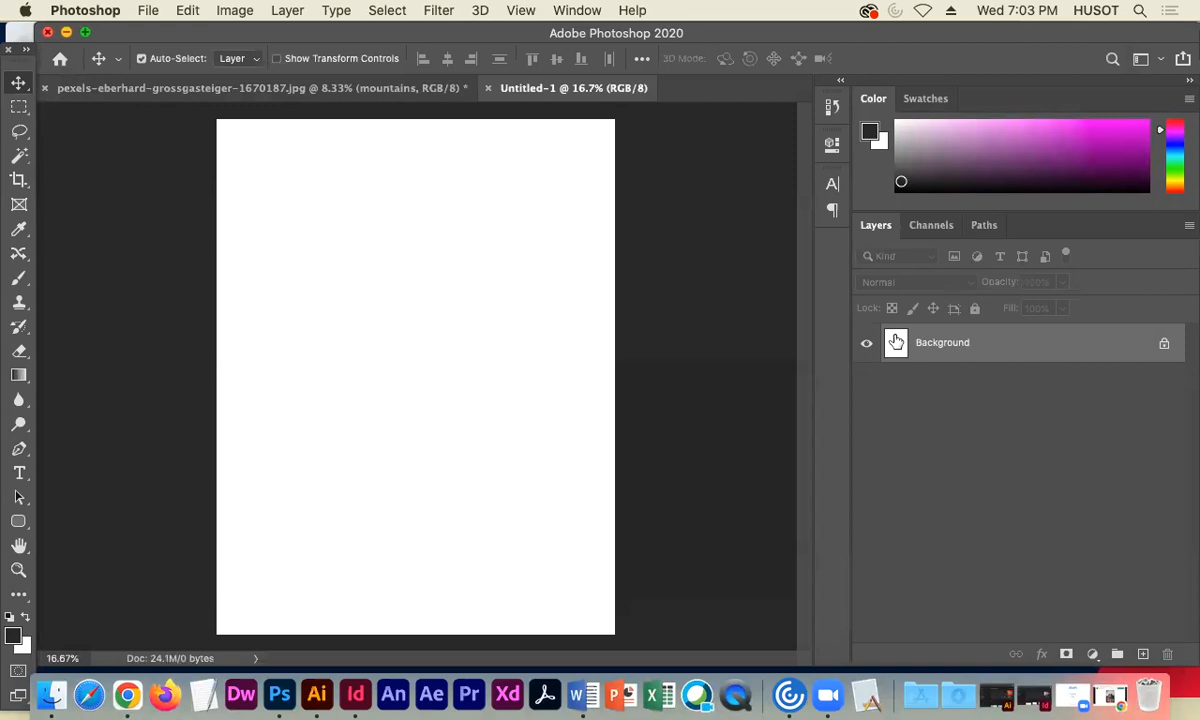 Photoshop File Edit Image Layer Type Select Filter 3D View Window Help Wed 7:03 PM HUSOT
Adobe Photoshop 2020
Auto-Select: Layer Show Transform Controls 3D Mode:
pexels-eberhard-grossgasteiger-1670187.jpg @ 8.33% (mountains, RGB/8) * Untitled-1 @ 16.7% (RGB/8)
Color Swatches
Layers Channels Paths
Kind
Normal Opacity: 100%
Lock: Fill: 100%
Background
16.67% Doc: 24.1M/0 bytes
Dw Ps Ai Id An Ae Pr Xd